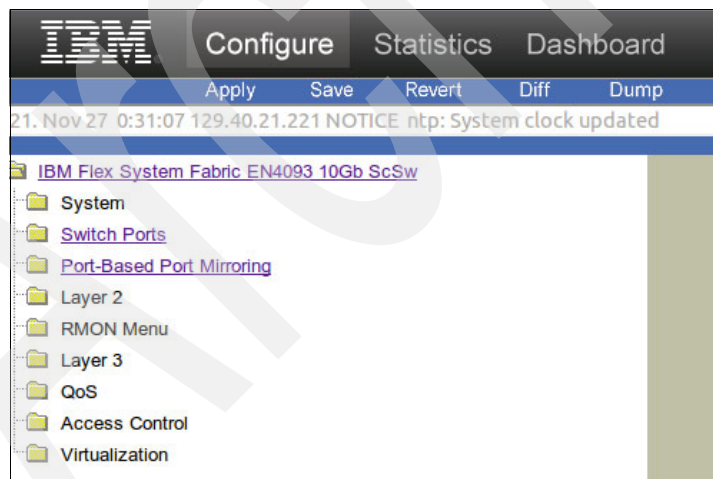 IBM Configure Statistics Dashboard
Apply Save Revert Diff Dump
21. Nov 27 0:31:07 129.40.21.221 NOTICE ntp: System clock updated
IBM Flex System Fabric EN4093 10Gb ScSw
System
Switch Ports
Port-Based Port Mirroring
Layer 2
RMON Menu
Layer 3
QoS
Access Control
Virtualization